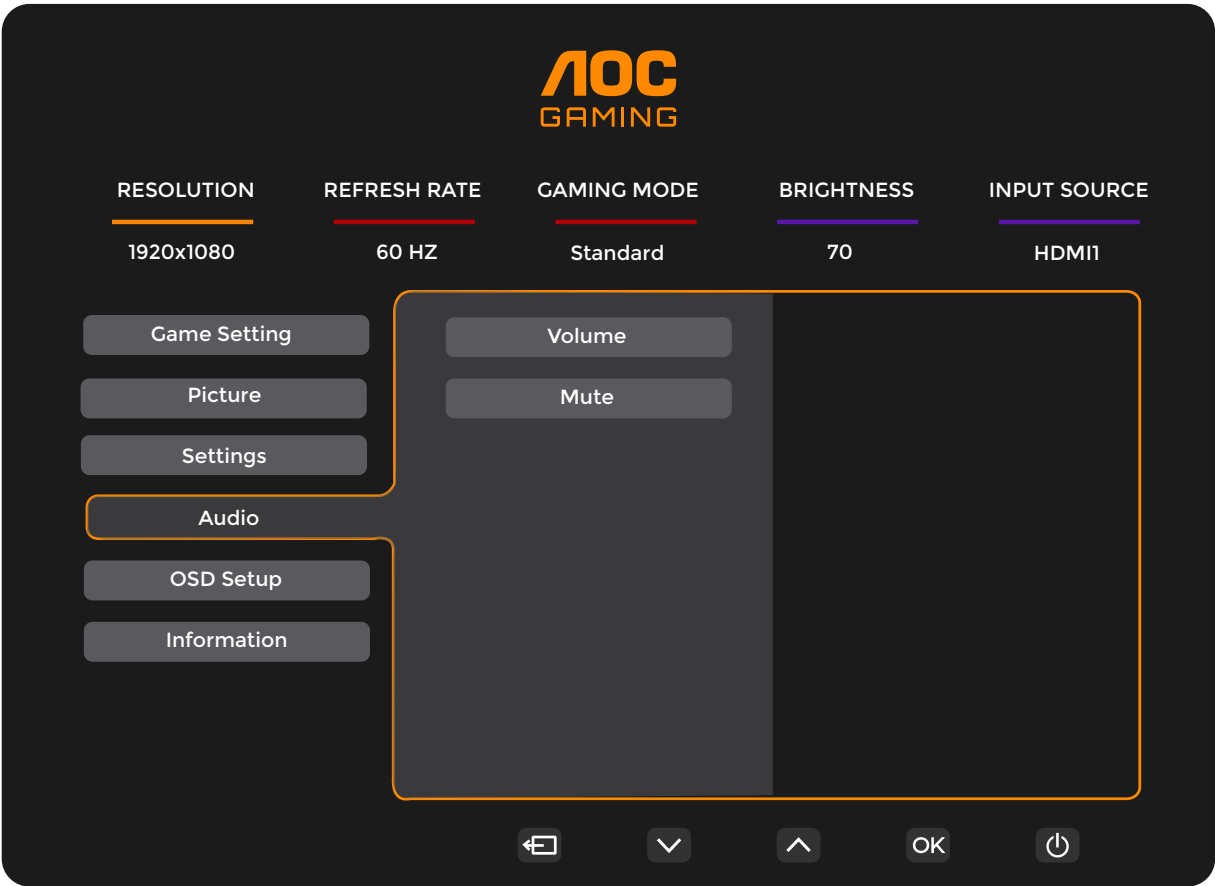 AOC
GAMING
RESOLUTION REFRESH RATE GAMING MODE BRIGHTNESS INPUT SOURCE
1920x1080 60 HZ Standard 70 HDMI1
Game Setting Volume
Picture Mute
Settings
Audio
OSD Setup
Information
OK